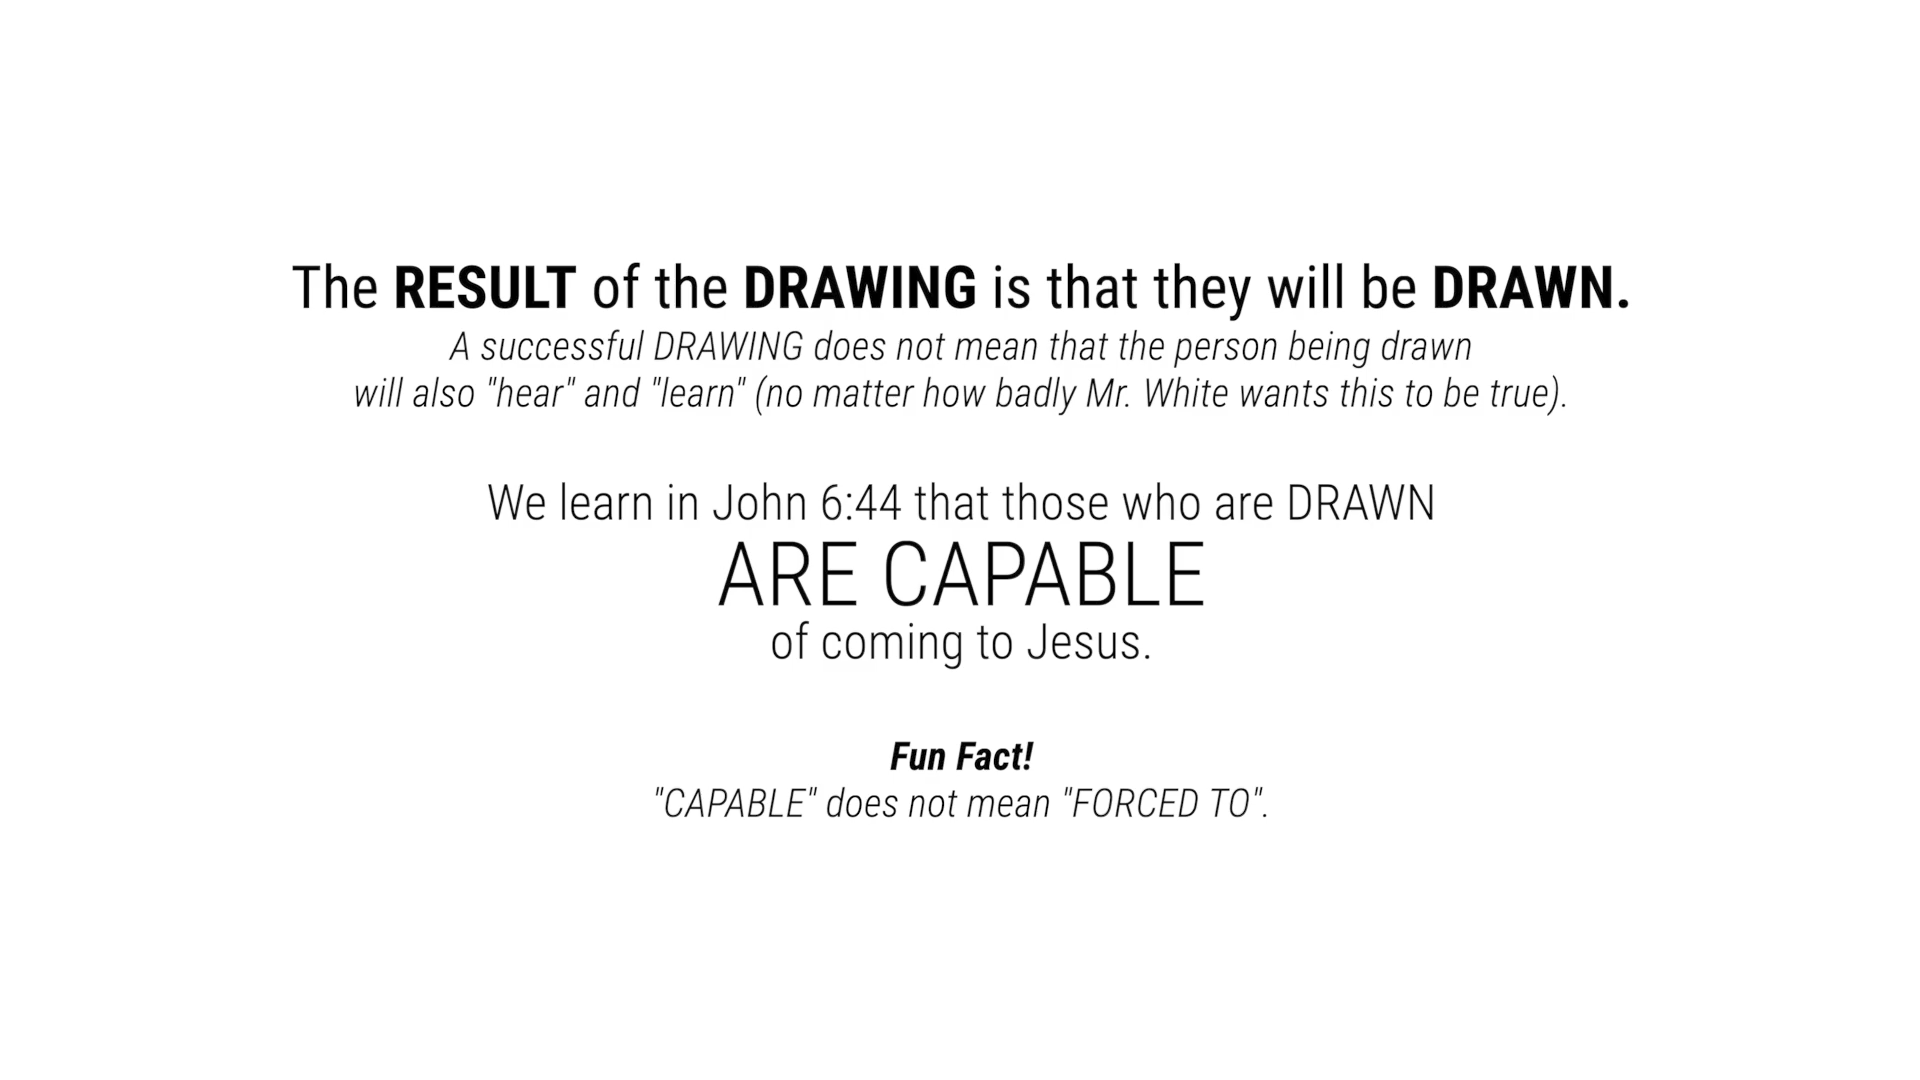 The RESULT of the DRAWING is that they will be DRAWN.
A successful DRAWING does not mean that the person being drawn
will also "hear" and "learn" (no matter how badly Mr. White wants this to be true).
We learn in John 6:44 that those who are DRAWN
ARE CAPABLE
of coming to Jesus.
Fun Fact!
"CAPABLE" does not mean "FORCED TO".